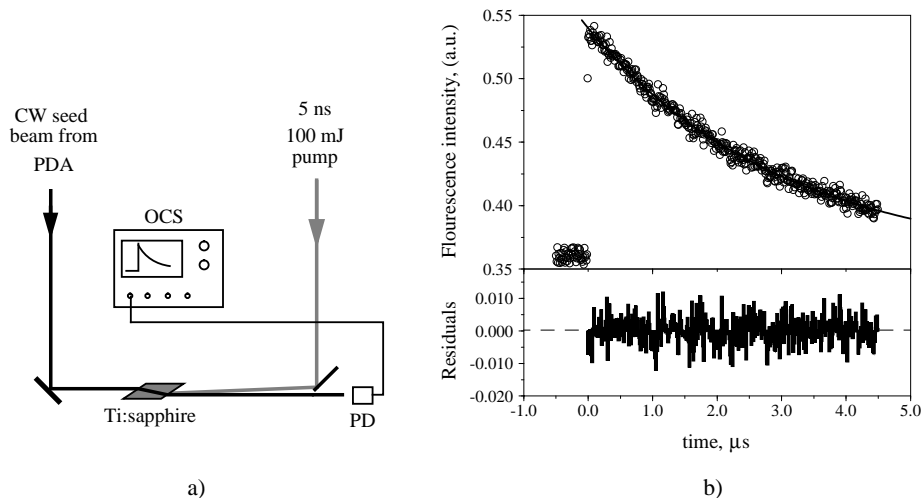 CW seed
beam from
PDA
5 ns
100 mJ
pump
OCS
Ti:sapphire
PD
a)
Flourescence intensity, (a.u.)
0.55
0.50
0.45
0.40
0.35
Residuals
0.010
0.000
-0.010
-0.020
-1.0 0.0 1.0 2.0 3.0 4.0 5.0
time, μs
b)